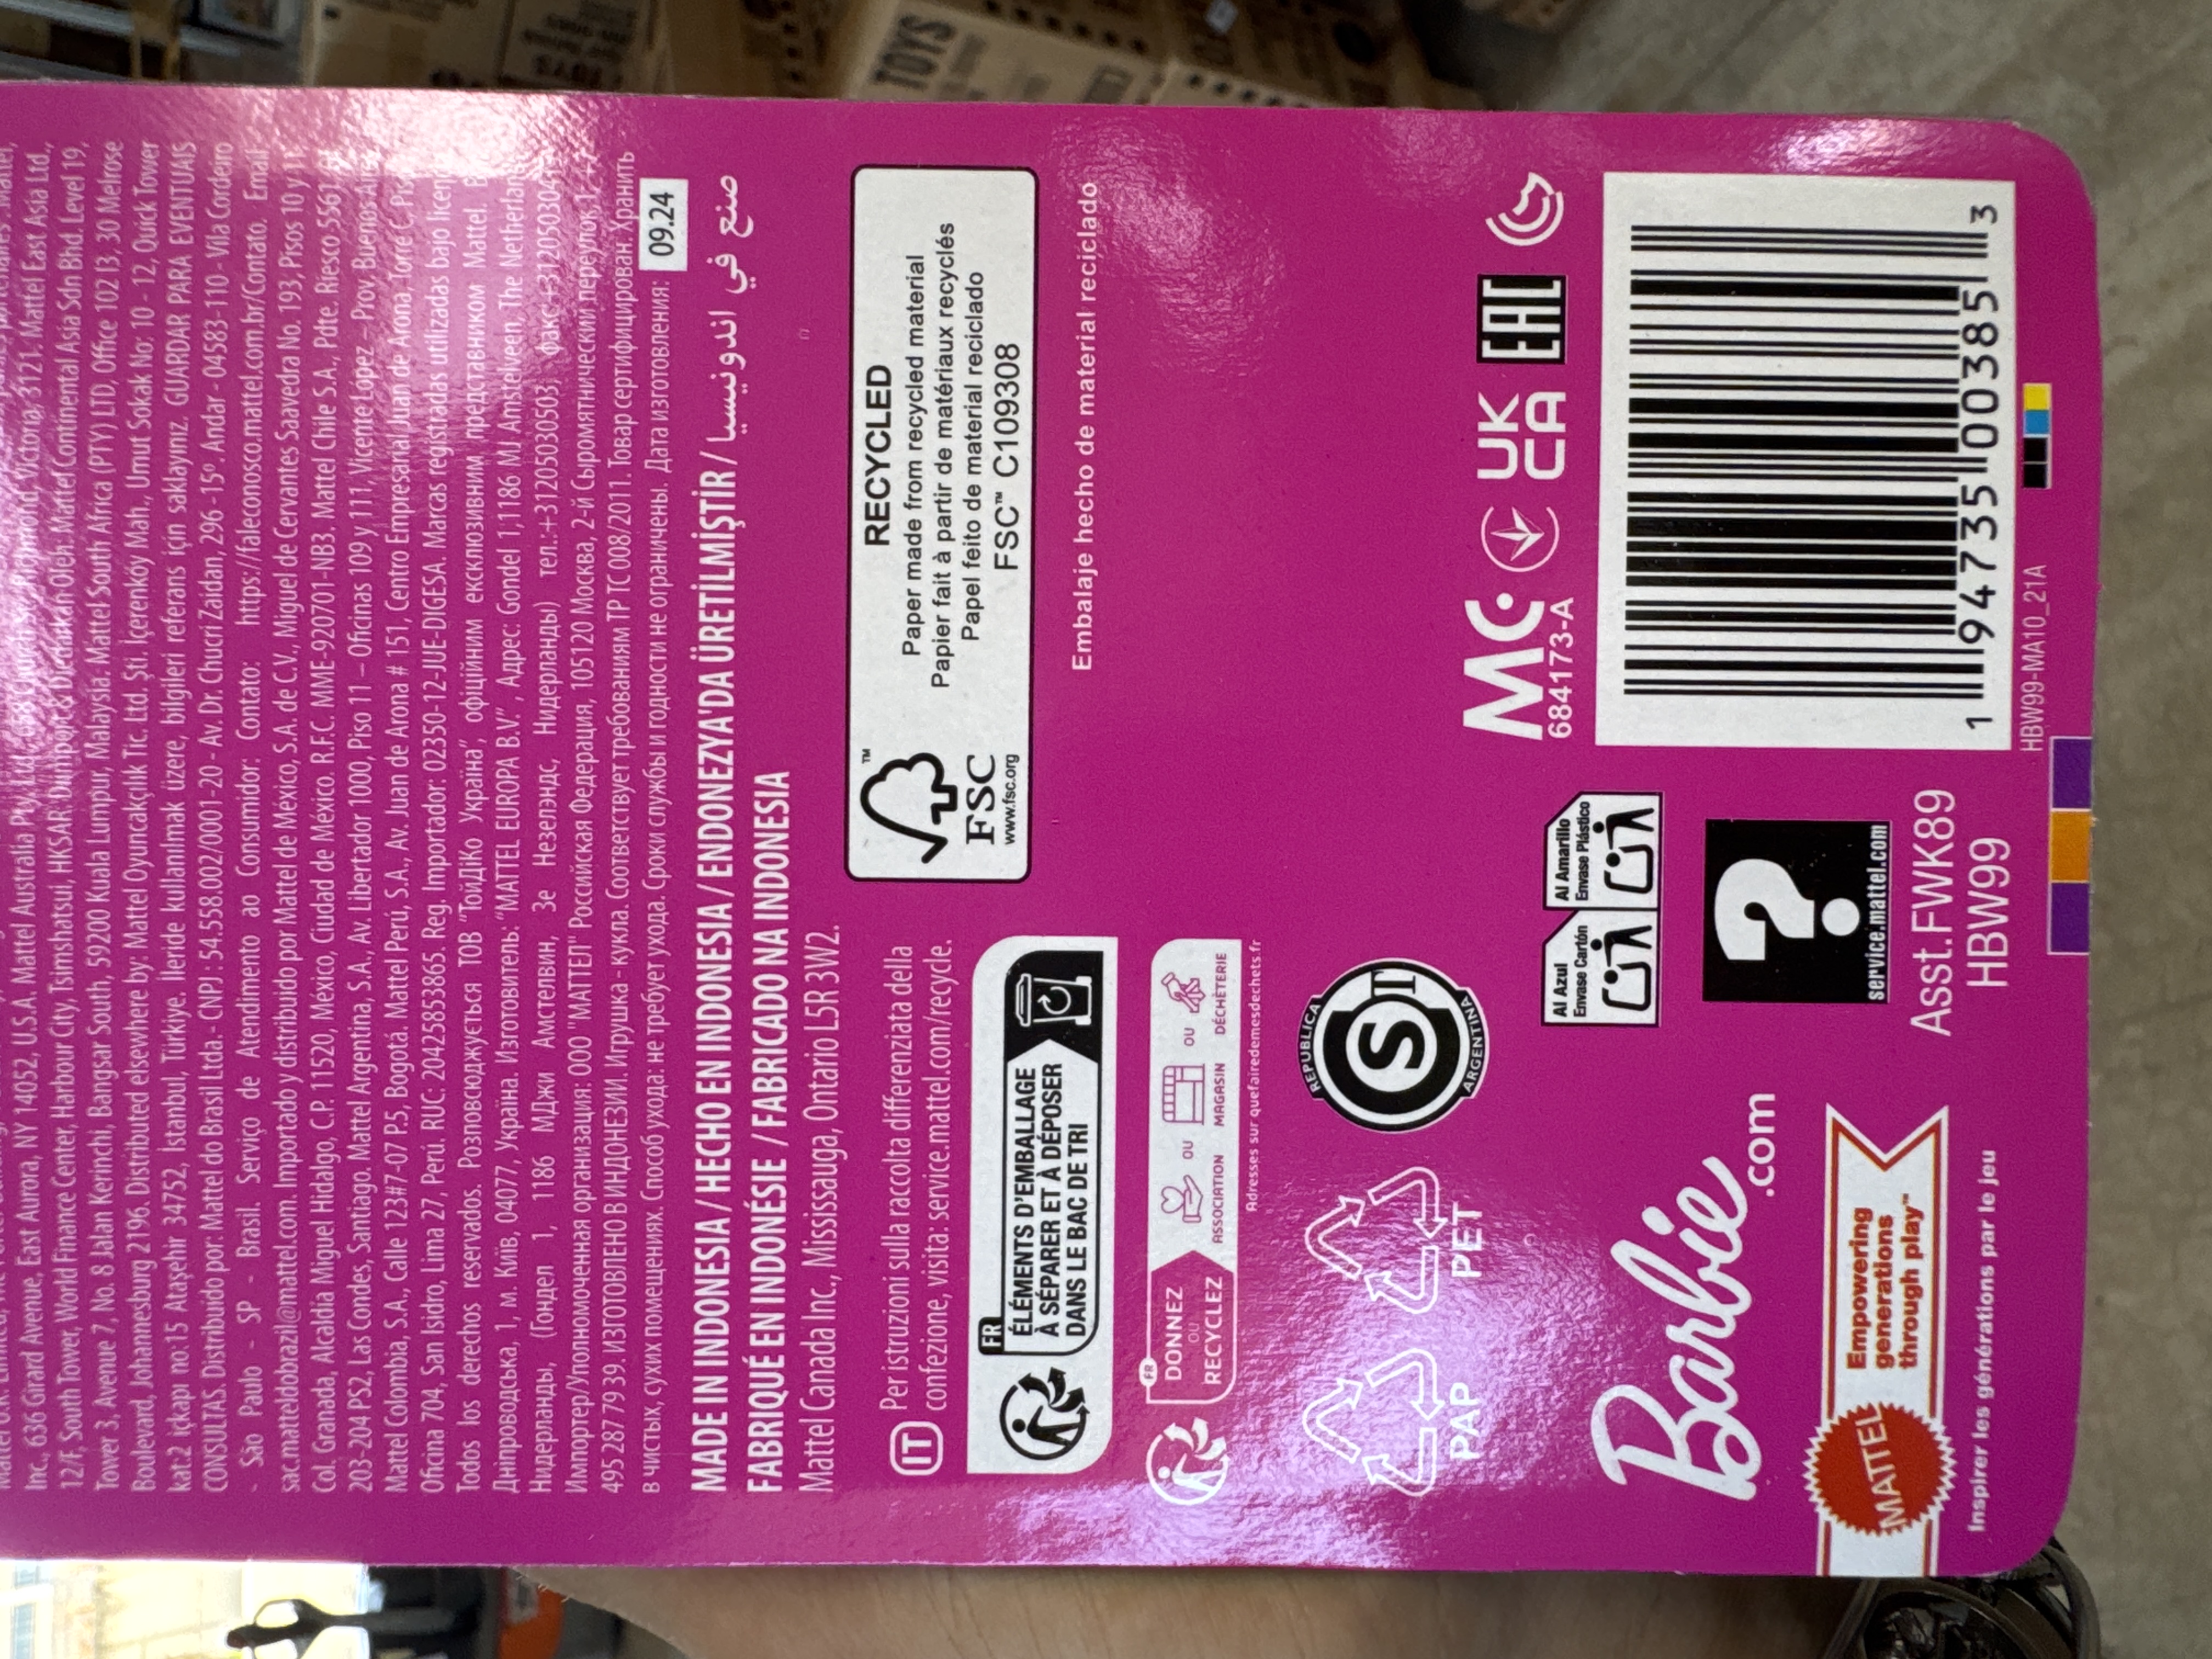 Inc., 636 Girard Avenue, East Aurora, NY 14052, U.S.A. Mattel Australia
12/F, South Tower, World Finance Center, Harbour City, Tsimshatsui, HKSAR. Diimport & Diedarkan Oleh: Mattel Continental Asia Sdn Bhd. Level 19,
Tower 3, Avenue 7, No. 8 Jalan Kerinchi, Bangsar South, 59200 Kuala Lumpur, Malaysia. Mattel South Africa (PTY) LTD, Office 102 I3, 30 Melrose
Boulevard, Johannesburg 2196. Distributed elsewhere by: Mattel Oyuncakçılık Tic. Ltd. Şti. İçerenköy Mah., Umut Sokak No: 10 - 12, Quick Tower
kat:2 içkapı no:15 Ataşehir 34752, İstanbul, Türkiye. İleride kullanılmak üzere, bilgileri referans için saklayınız. GUARDAR PARA EVENTUAIS
CONSULTAS. Distribuído por: Mattel do Brasil Ltda.- CNPJ : 54.558.002/0001-20 - Av. Dr. Chucri Zaidan, 296 -15º Andar - 04583-110 - Vila Cordeiro
- São Paulo - SP - Brasil. Serviço de Atendimento ao Consumidor: Contato: https://faleconosco.mattel.com.br/Contato. Email
sac.matteldobrazil@mattel.com. Importado y distribuido por Mattel de México, S.A. de C.V., Miguel de Cervantes Saavedra No. 193, Pisos 10 y 11
Col. Granada, Alcaldía Miguel Hidalgo, C.P. 11520, México, Ciudad de México. R.F.C. MME-920701-NB3. Mattel Chile S.A., Pdte. Riesco 5561
203-204 PS2, Las Condes, Santiago. Mattel Argentina, S.A., Av. Libertador 1000, Piso 11 – Oficinas 109 y 111, Vicente López – Prov. Buenos
Mattel Colombia, S.A., Calle 123#7-07 P.5, Bogotá. Mattel Perú, S.A., Av. Juan de Arona # 151, Centro Empresarial Juan de Arona, Torre C,
Oficina 704, San Isidro, Lima 27, Perú. RUC: 20425853865. Reg. Importador: 02350-12-JUE-DIGESA. Marcas registradas utilizadas bajo
Todos los derechos reservados. Розповсюджується ТОВ "ТойДіКо Україна", офіційним ексклюзивним представником Mattel.
Дніпроводська, 1, м. Київ, 04077, Україна. Изготовитель: "MATTEL EUROPA B.V.", Адрес: Gondel 1,1186 MJ Amstelveen, The
Нидерланды, (Гондел 1, 1186 МДжи Амстелвин, Зе Незелэндс, Нидерланды) тел.:+31205030503;
Импортер/Уполномоченная организация: ООО "МАТТЕЛ" Российская Федерация, 105120 Москва, 2-й Сыромятнический переулок
495 287 79 39. ИЗГОТОВЛЕНО В ИНДОНЕЗИИ. Игрушка - кукла. Соответствует требованиям ТР ТС 008/2011. Товар сертифицирован. Хранить
в чистых, сухих помещениях. Способ ухода: не требует ухода. Сроки службы и годности не ограничены. Дата изготовления: 09.24
MADE IN INDONESIA / HECHO EN INDONESIA / ENDONEZYA'DA ÜRETİLMİŞTİR / صنع في اندونيسيا
FABRIQUÉ EN INDONÉSIE / FABRICADO NA INDONESIA
Mattel Canada Inc., Mississauga, Ontario L5R 3W2.
IT
Per istruzioni sulla raccolta differenziata della
confezione, visita: service.mattel.com/recycle.
FR
ÉLÉMENTS D'EMBALLAGE
À SÉPARER ET À DÉPOSER
DANS LE BAC DE TRI
FR
DONNEZ
OU
RECYCLEZ
ASSOCIATION OU MAGASIN OU DÉCHÈTERIE
Adresses sur quefairedemesdechets.fr
FSC™
www.fsc.org
RECYCLED
Paper made from recycled material
Papier fait à partir de matériaux recyclés
Papel feito de material reciclado
FSC™ C109308
Embalaje hecho de material reciclado
PAP
PET
REPUBLICA
S T
ARGENTINA
Al Azul
Envase Cartón
Al Amarillo
Envase Plástico
MC
684173-A
UK
CA
EAC
Barbie
.com
MATTEL
Empowering
generations
through play™
Inspirer les générations par le jeu
?
service.mattel.com
Asst.FWK89
HBW99
1 94735 00385 3
HBW99-MA10_21A
TOYS